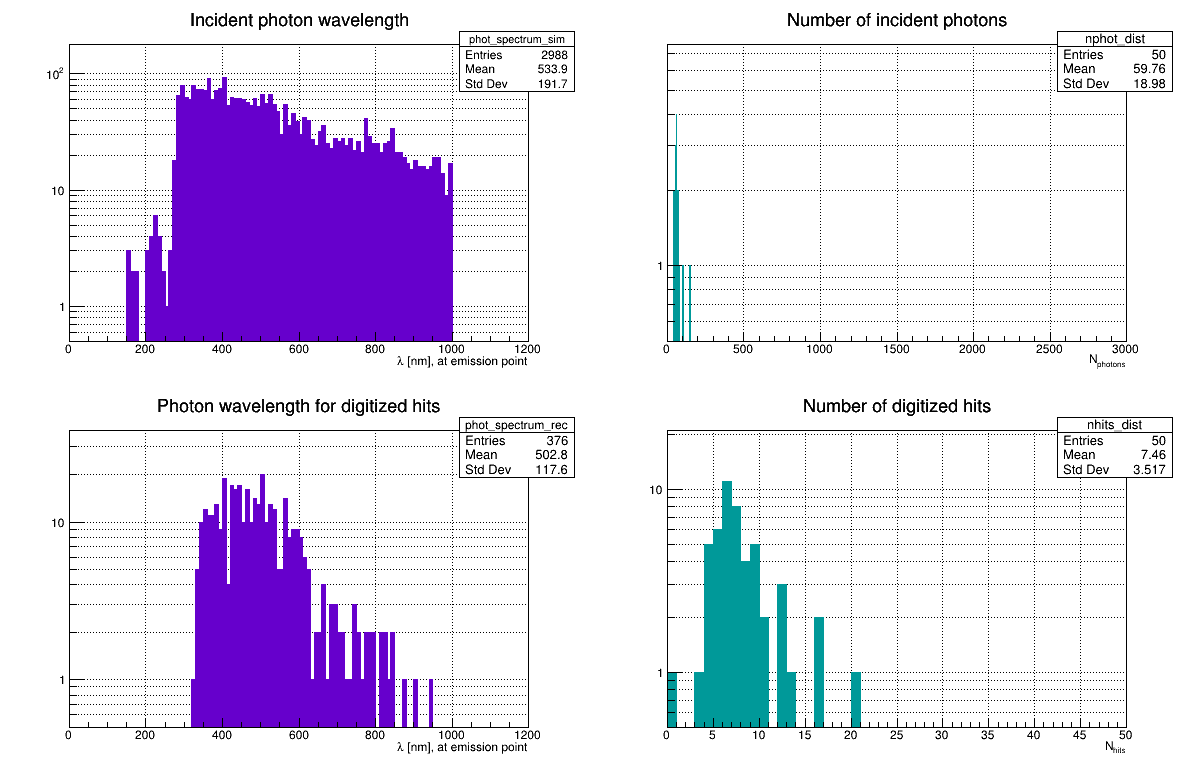 Incident photon wavelength
phot_spectrum_sim
Entries 2988
Mean 533.9
Std Dev 191.7
10²
10
1
0 200 400 600 800 1000 1200
λ [nm], at emission point
Number of incident photons
nphot_dist
Entries 50
Mean 59.76
Std Dev 18.98
1
0 500 1000 1500 2000 2500 3000
Nphotons
Photon wavelength for digitized hits
phot_spectrum_rec
Entries 376
Mean 502.8
Std Dev 117.6
10
1
0 200 400 600 800 1000 1200
λ [nm], at emission point
Number of digitized hits
nhits_dist
Entries 50
Mean 7.46
Std Dev 3.517
10
1
0 5 10 15 20 25 30 35 40 45 50
Nhits